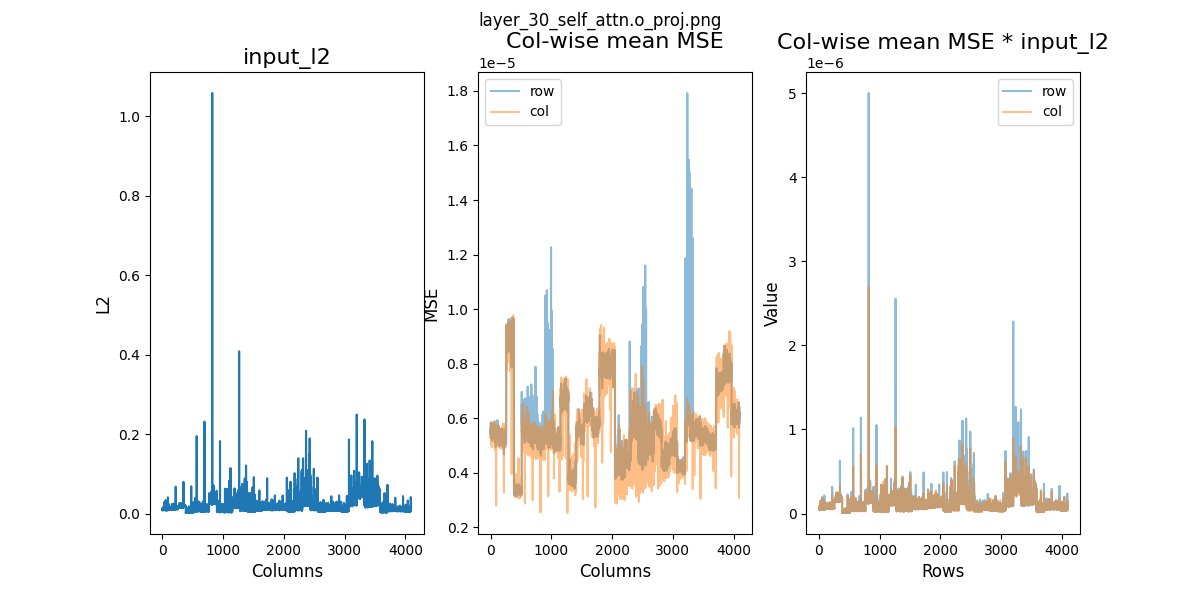 layer_30_self_attn.o_proj.png
input_l2
L2
1.0
0.8
0.6
0.4
0.2
0.0
0
1000
2000
3000
4000
Columns
Col-wise mean MSE
1e−5
MSE
1.8
1.6
1.4
1.2
1.0
0.8
0.6
0.4
0.2
row
col
0
1000
2000
3000
4000
Columns
Col-wise mean MSE * input_l2
1e−6
Value
5
4
3
2
1
0
row
col
0
1000
2000
3000
4000
Rows